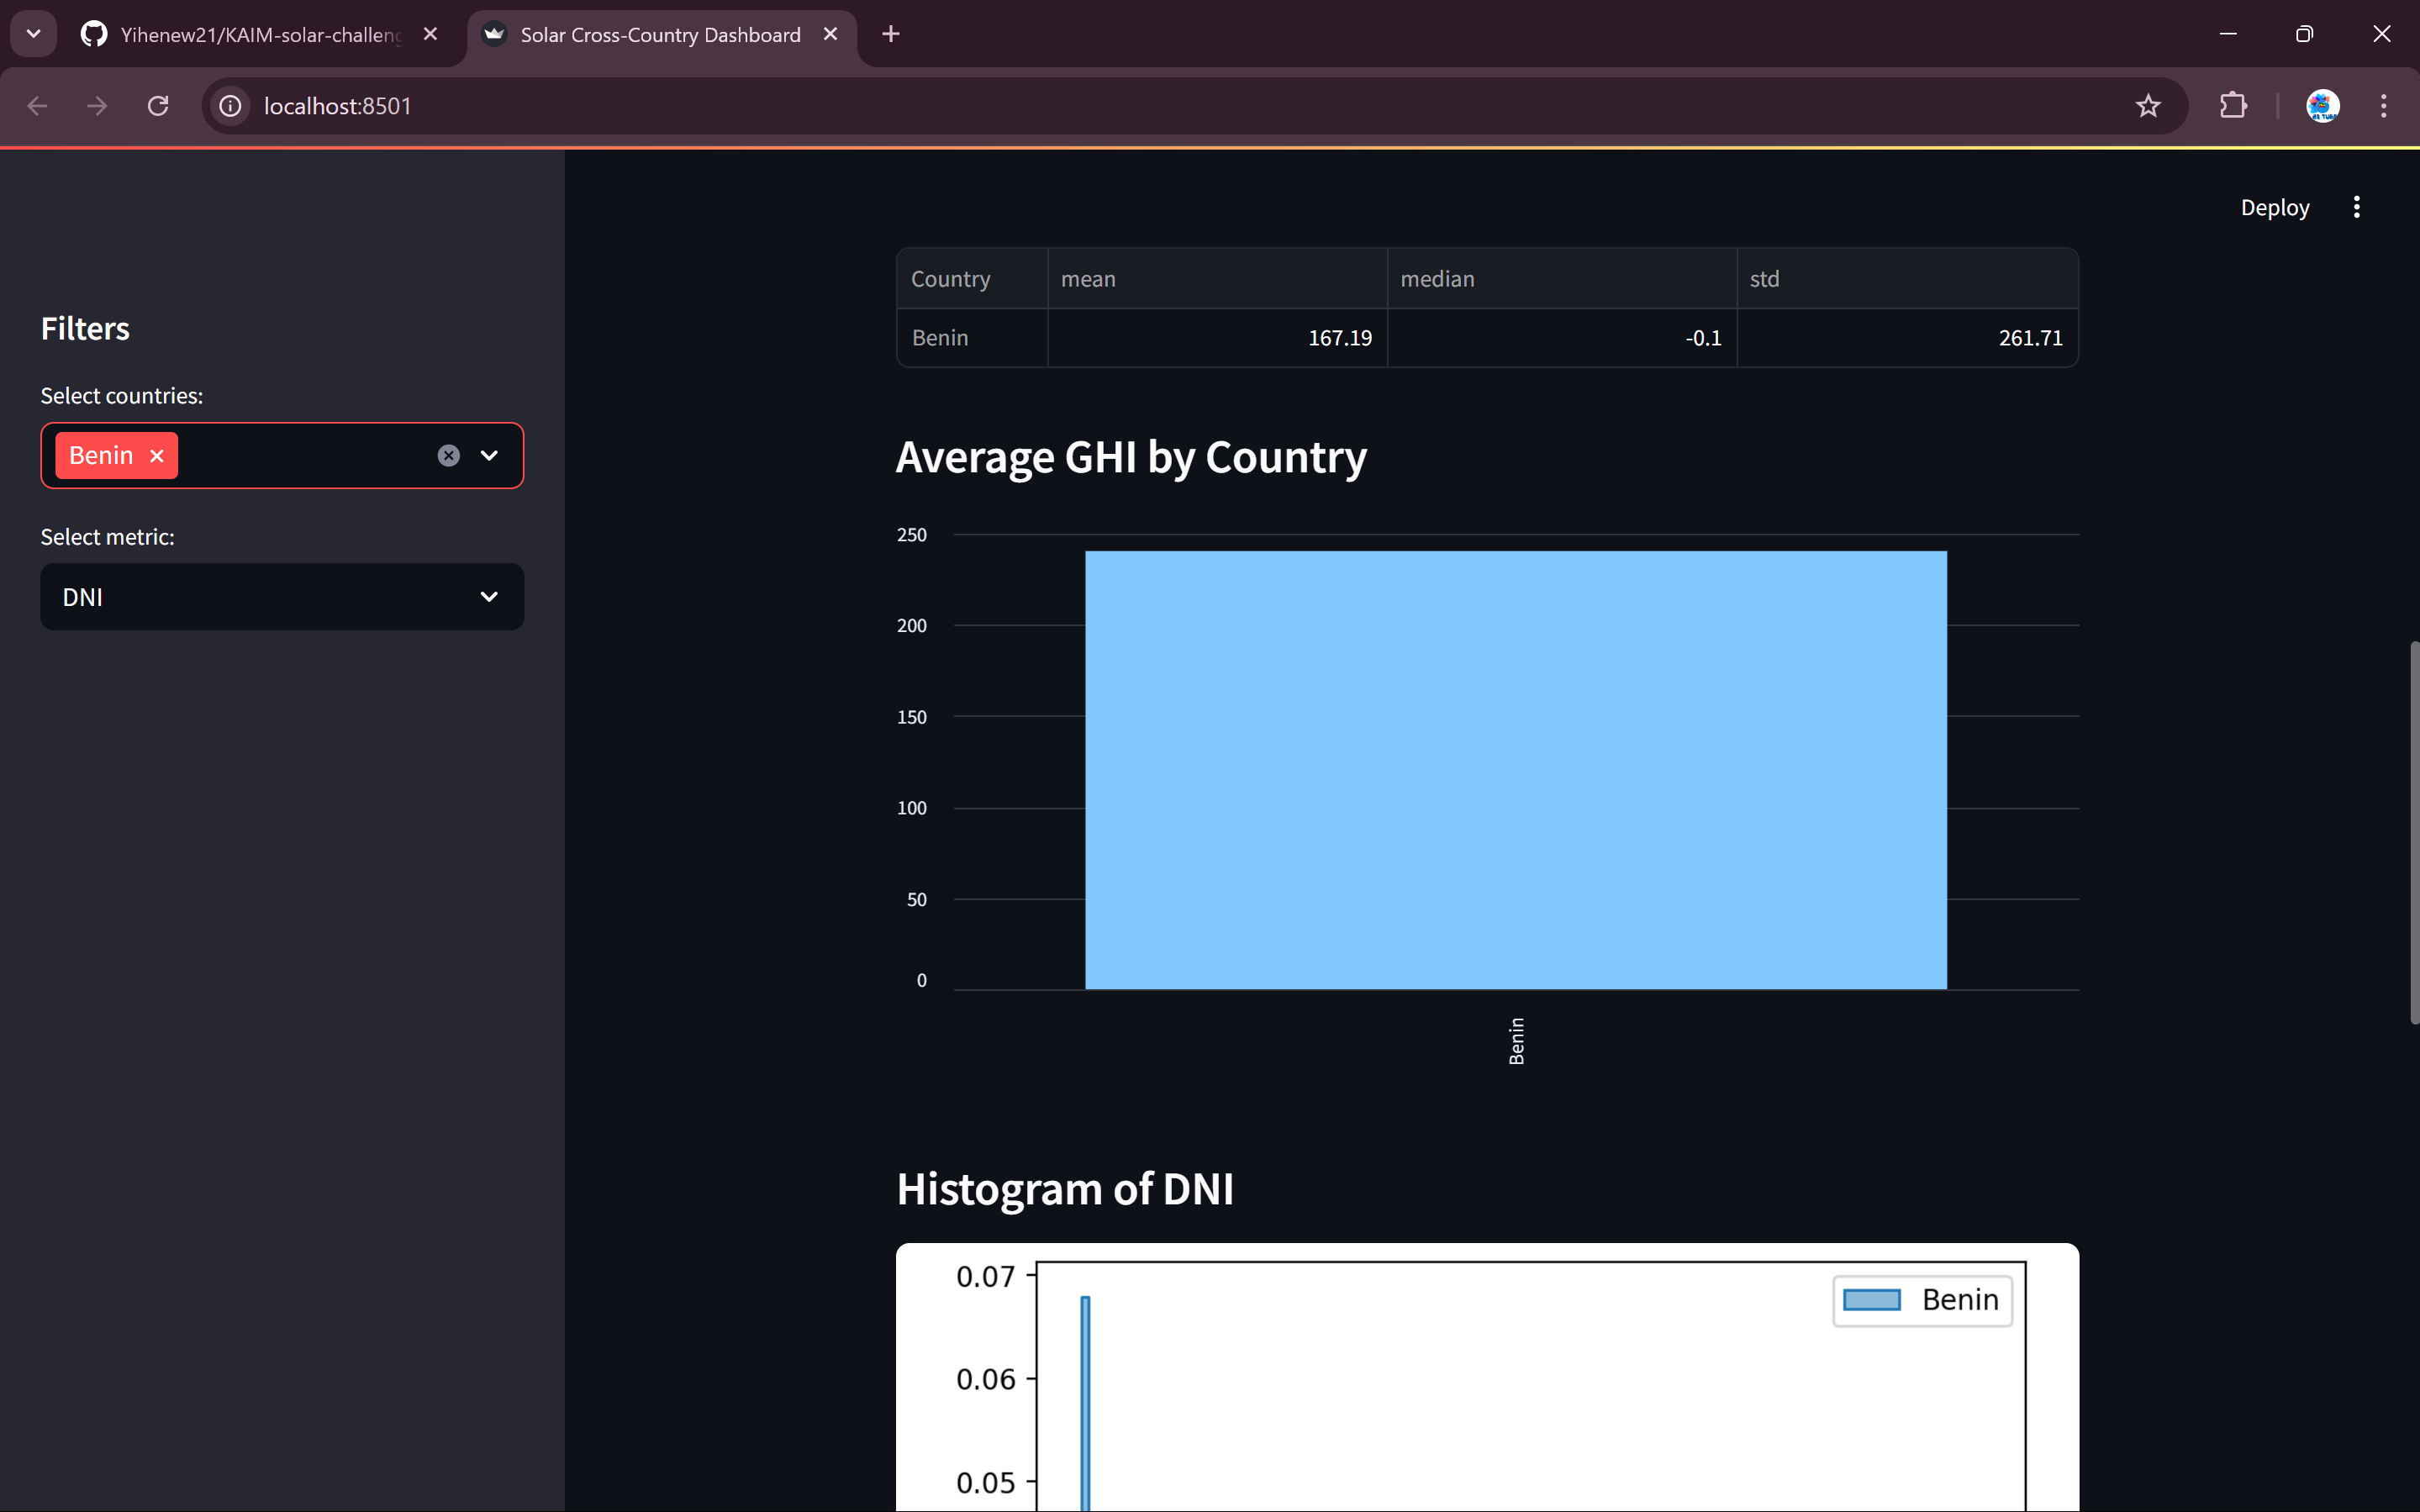 Yihenew21/KAIM-solar-challeng
Solar Cross-Country Dashboard
localhost:8501
Deploy
Filters
Select countries:
Benin
Select metric:
DNI
Country mean median std
Benin 167.19 -0.1 261.71
Average GHI by Country
250
200
150
100
50
0
Benin
Histogram of DNI
0.07
Benin
0.06
0.05